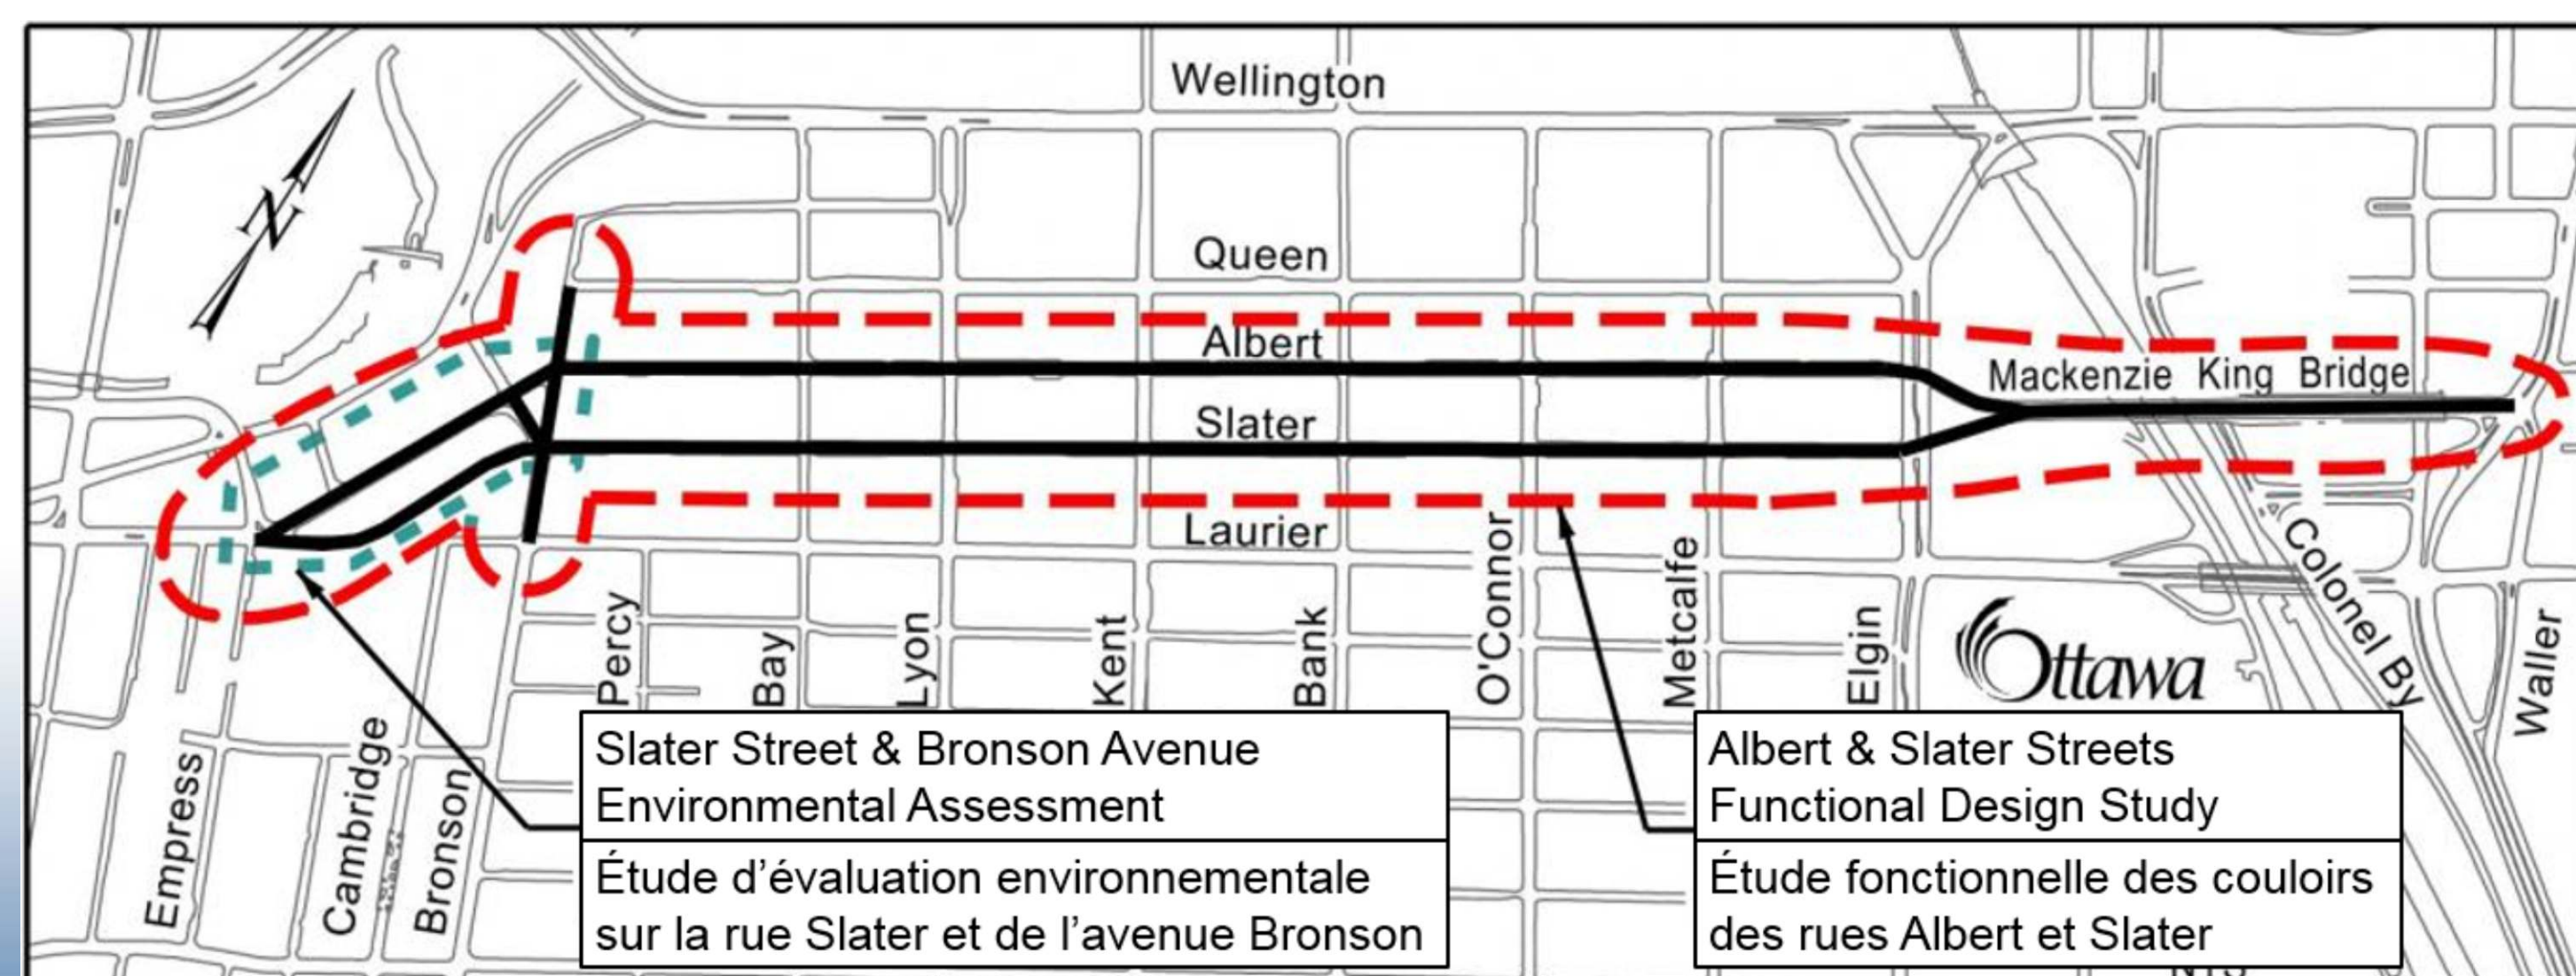 Wellington
N
Queen
Albert
Mackenzie King Bridge
Slater
Laurier
Empress
Cambridge
Bronson
Percy
Bay
Lyon
Kent
Bank
O'Connor
Metcalfe
Elgin
Colonel By
Waller
Ottawa
Slater Street & Bronson Avenue
Environmental Assessment
Étude d’évaluation environnementale
sur la rue Slater et de l’avenue Bronson
Albert & Slater Streets
Functional Design Study
Étude fonctionnelle des couloirs
des rues Albert et Slater